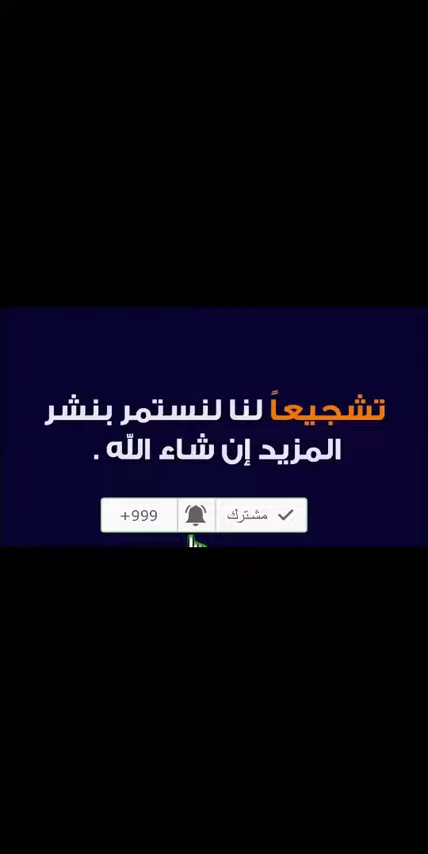 تشجيعاً لنا لنستمر بنشر
المزيد إن شاء الله .
مشترك 999+